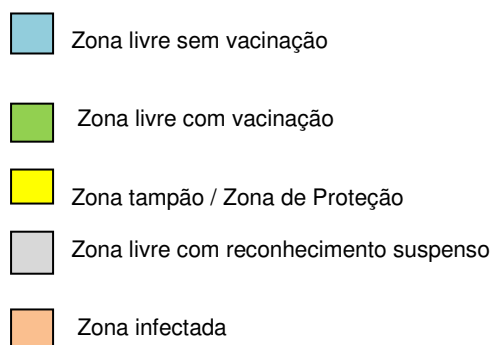 Zona livre sem vacinação
Zona livre com vacinação
Zona tampão / Zona de Proteção
Zona livre com reconhecimento suspenso
Zona infectada